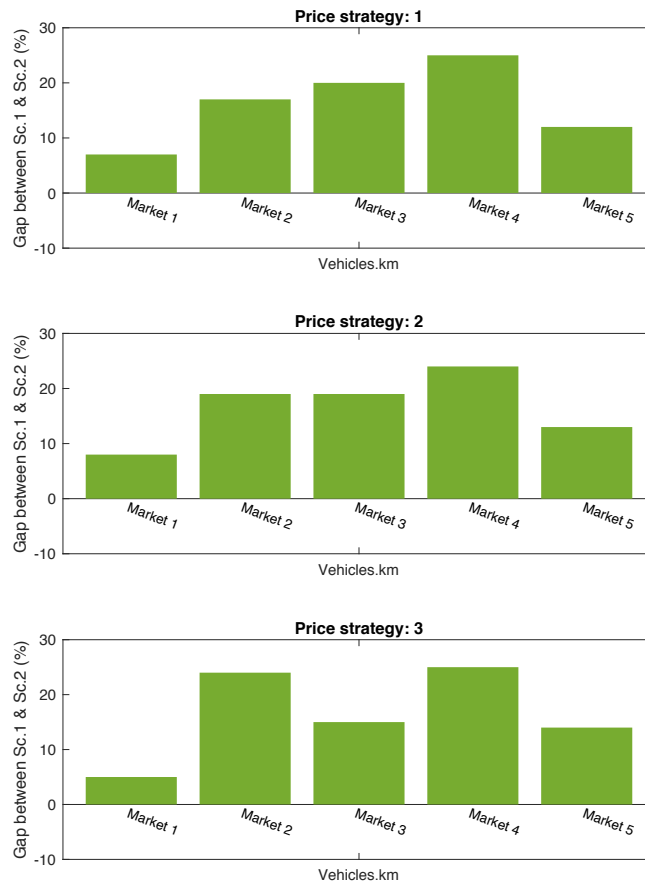 Price strategy: 1
Gap between Sc.1 & Sc.2 (%)
30
20
10
0
-10
Market 1
Market 2
Market 3
Market 4
Market 5
Vehicles.km
Price strategy: 2
Gap between Sc.1 & Sc.2 (%)
30
20
10
0
-10
Market 1
Market 2
Market 3
Market 4
Market 5
Vehicles.km
Price strategy: 3
Gap between Sc.1 & Sc.2 (%)
30
20
10
0
-10
Market 1
Market 2
Market 3
Market 4
Market 5
Vehicles.km